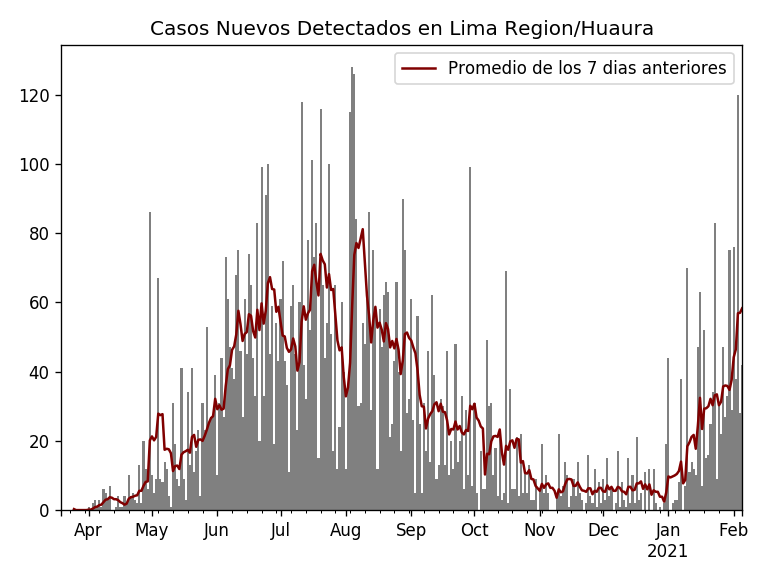 Casos Nuevos Detectados en Lima Region/Huaura
Promedio de los 7 dias anteriores
120
100
80
60
40
20
0
Apr May Jun Jul Aug Sep Oct Nov Dec Jan Feb
2021